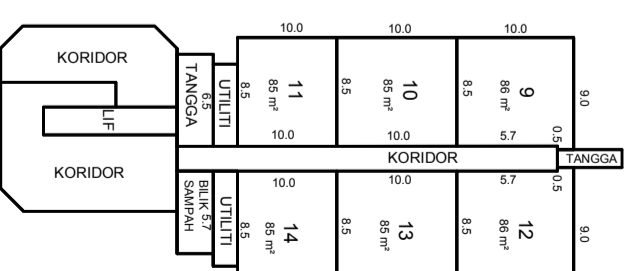 10.0
10.0
10.0
KORIDOR
TANGGA
6.5
UTILITI
8.5
11
85 m²
8.5
10
85 m²
8.5
9
86 m²
9.0
LIF
10.0
10.0
5.7
0.5
KORIDOR
TANGGA
KORIDOR
BILIK 5.7
SAMPAH
UTILITI
10.0
10.0
5.7
0.5
8.5
14
85 m²
8.5
13
85 m²
8.5
12
86 m²
9.0